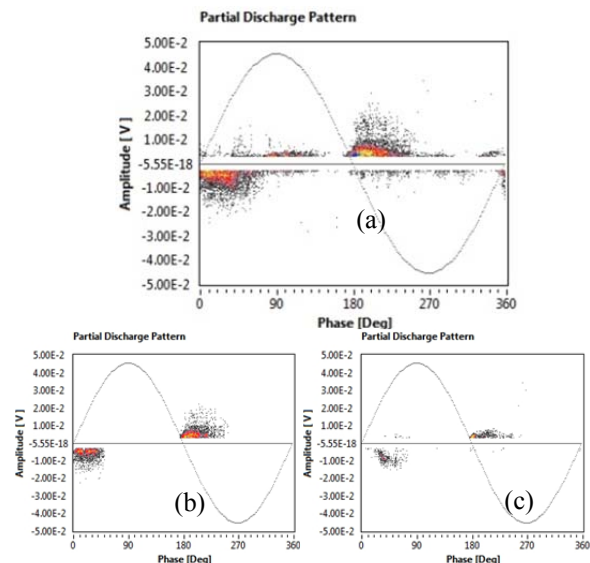 Partial Discharge Pattern
5.00E-2
4.00E-2
3.00E-2
2.00E-2
1.00E-2
-5.55E-18
-1.00E-2
-2.00E-2
-3.00E-2
-4.00E-2
-5.00E-2
Amplitude [ V ]
(a)
0 90 180 270 360
Phase [Deg]
Partial Discharge Pattern
5.00E-2
4.00E-2
3.00E-2
2.00E-2
1.00E-2
-5.55E-18
-1.00E-2
-2.00E-2
-3.00E-2
-4.00E-2
-5.00E-2
Amplitude [ V ]
(b)
0 90 180 270 360
Phase [Deg]
Partial Discharge Pattern
5.00E-2
4.00E-2
3.00E-2
2.00E-2
1.00E-2
-5.55E-18
-1.00E-2
-2.00E-2
-3.00E-2
-4.00E-2
-5.00E-2
Amplitude [ V ]
(c)
0 90 180 270 360
Phase [Deg]